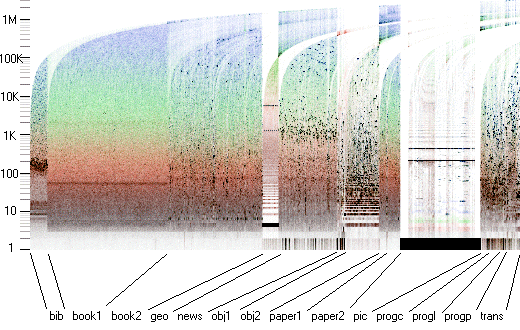 1M
100K
10K
1K
100
10
1
bib book1 book2 geo news obj1 obj2 paper1 paper2 pic progc progl progp trans